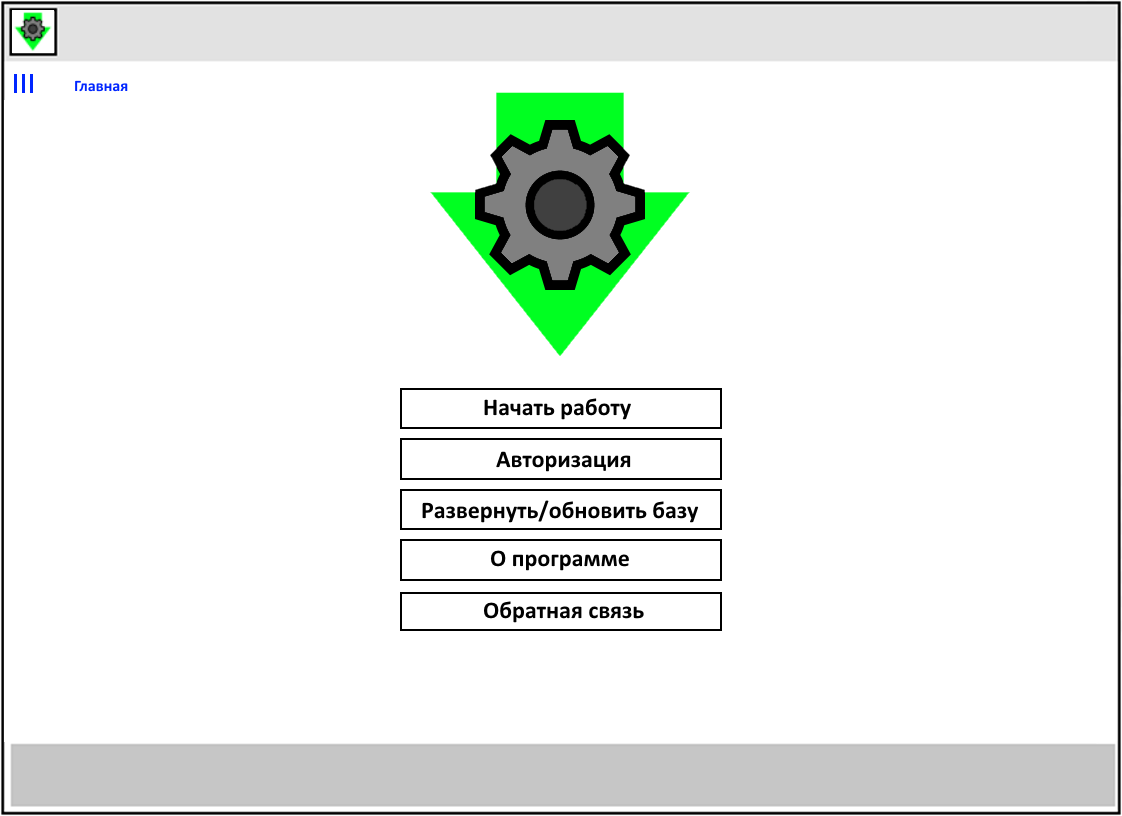 Главная
Начать работу
Авторизация
Развернуть/обновить базу
О программе
Обратная связь